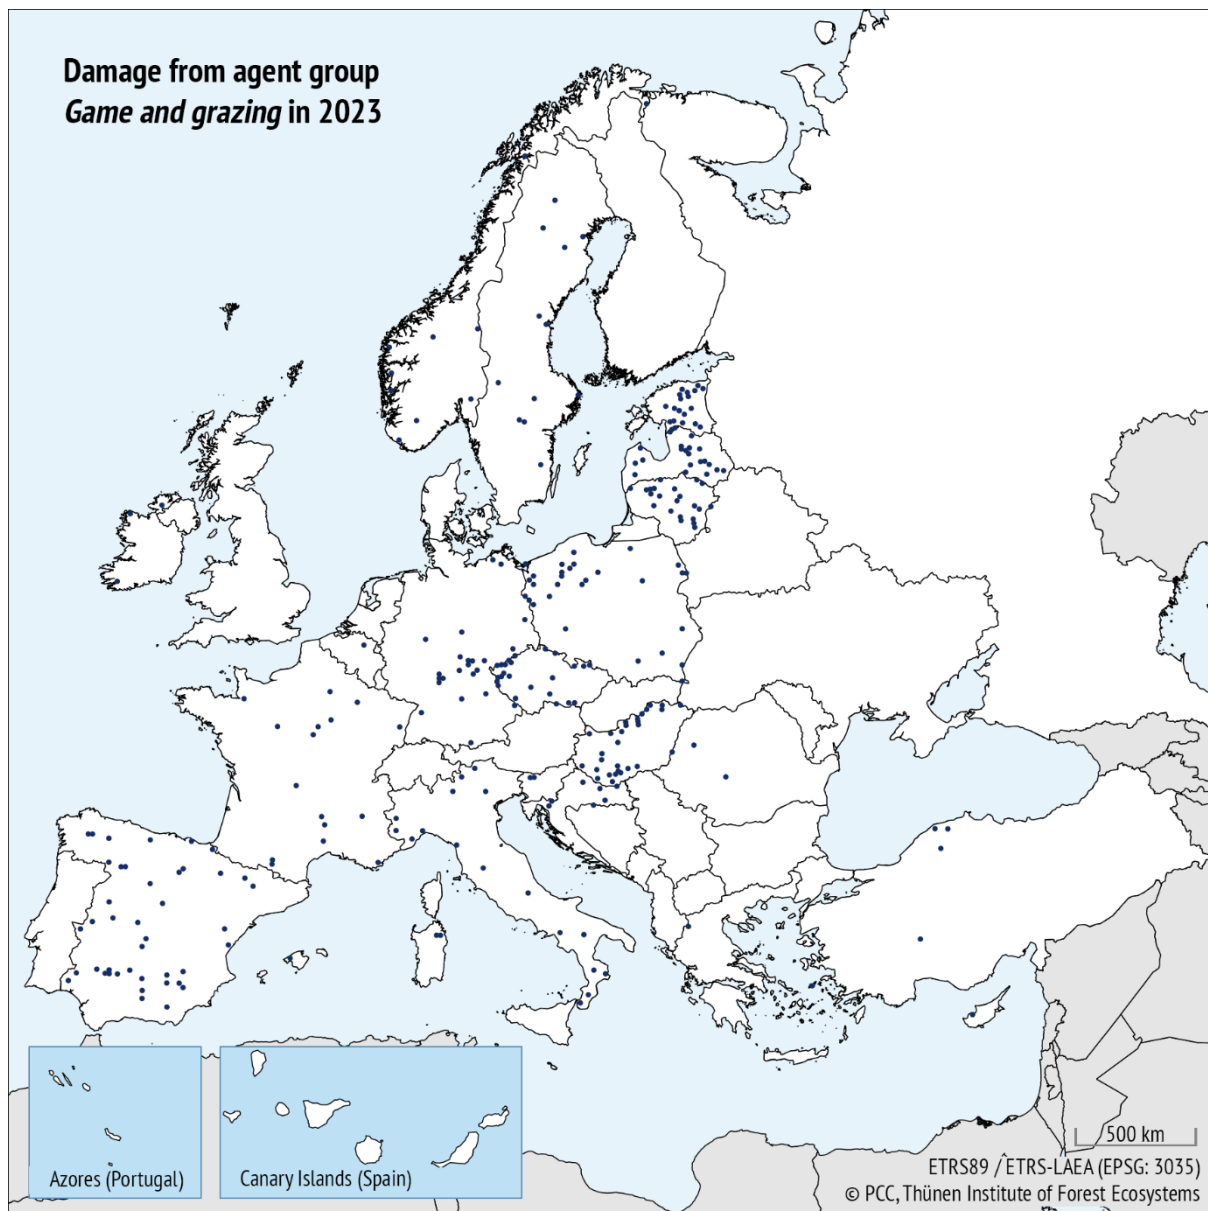 Damage from agent group
Game and grazing in 2023
Azores (Portugal)
Canary Islands (Spain)
500 km
ETRS89 / ETRS-LAEA (EPSG: 3035)
© PCC, Thünen Institute of Forest Ecosystems